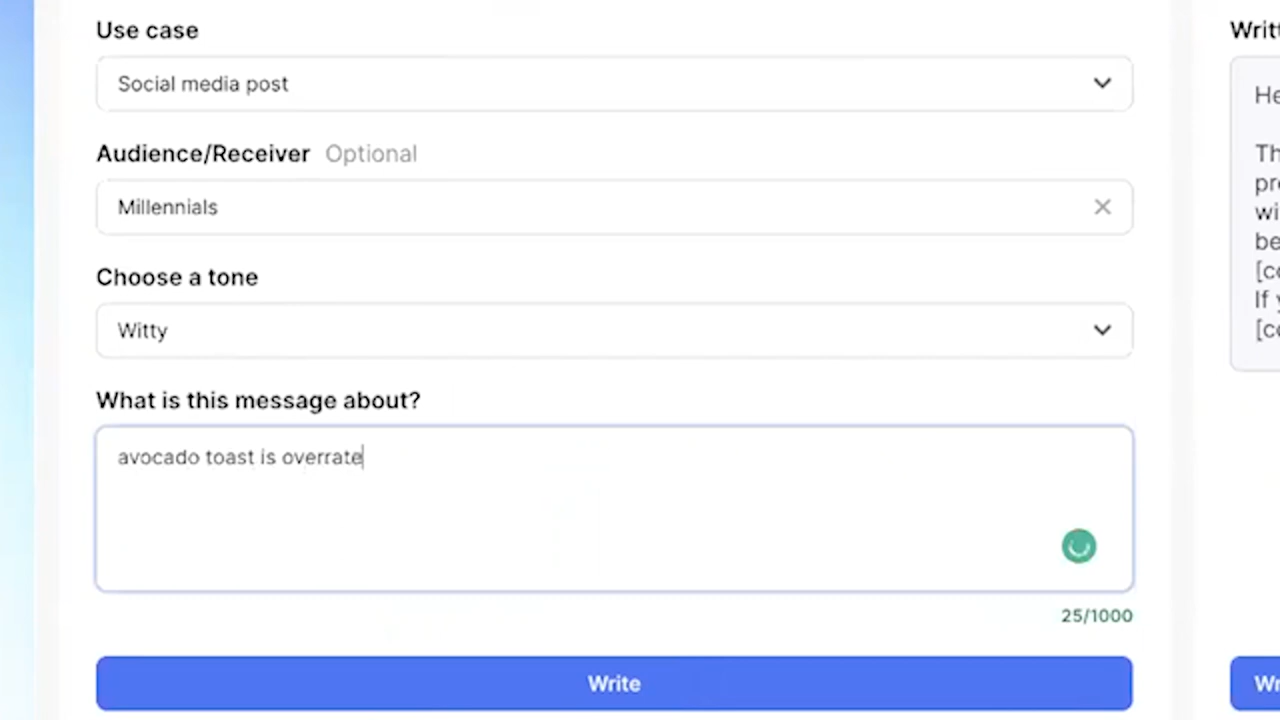 Use case
Social media post
Audience/Receiver Optional
Millennials
Choose a tone
Witty
What is this message about?
avocado toast is overrate
25/1000
Write
If